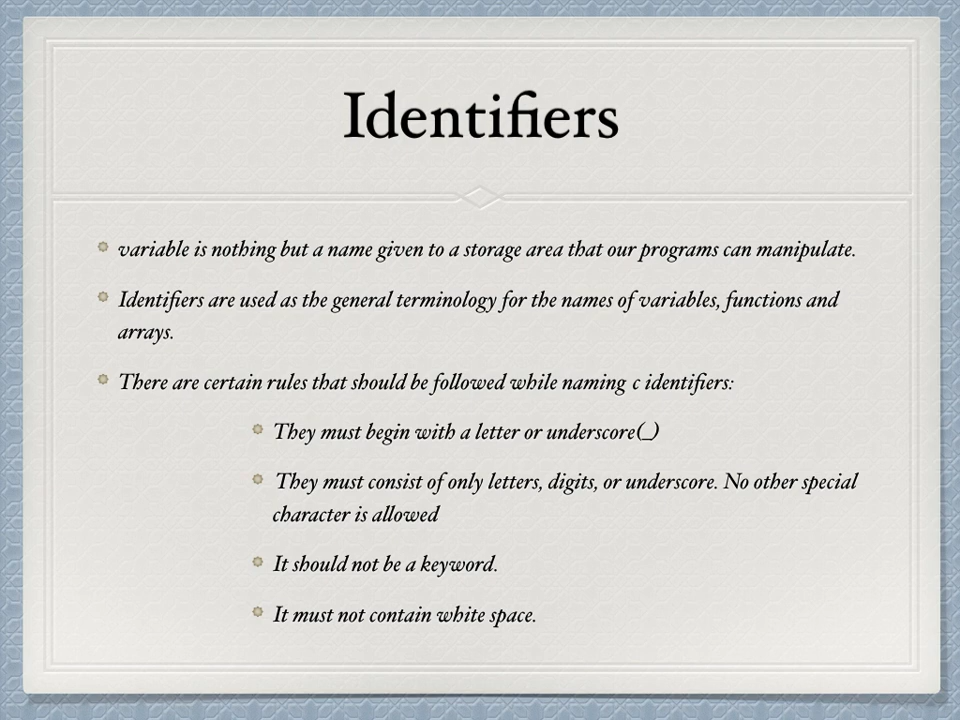 Identifiers
variable is nothing but a name given to a storage area that our programs can manipulate.
Identifiers are used as the general terminology for the names of variables, functions and
arrays.
There are certain rules that should be followed while naming c identifiers:
They must begin with a letter or underscore(_)
They must consist of only letters, digits, or underscore. No other special
character is allowed
It should not be a keyword.
It must not contain white space.